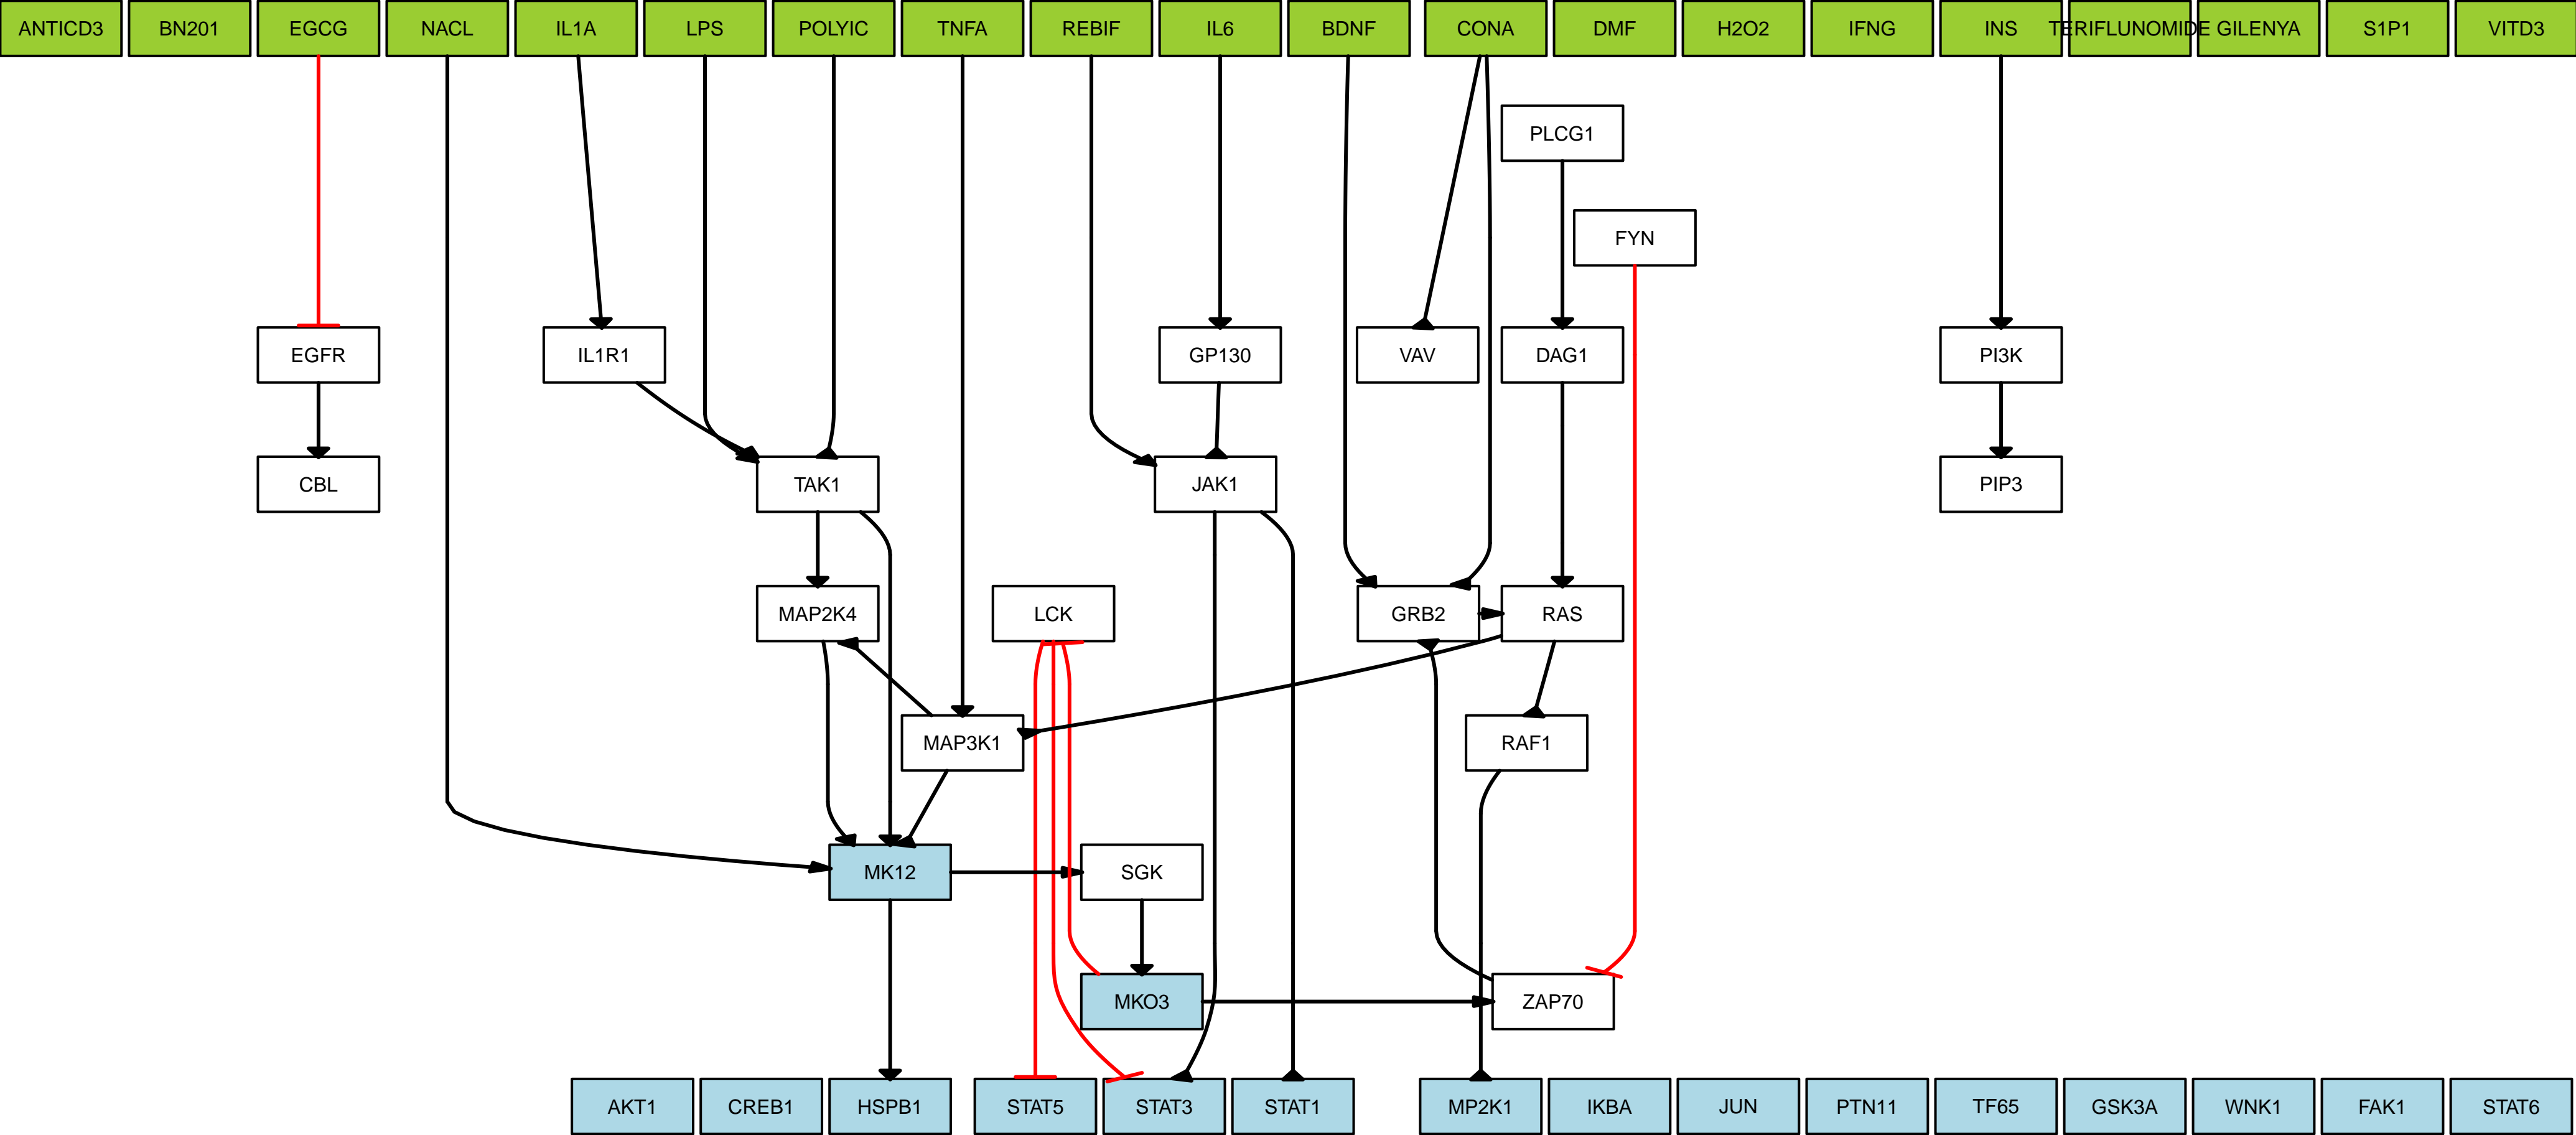 ANTICD3
BN201
EGCG
NACL
IL1A
LPS
POLYIC
TNFA
REBIF
IL6
BDNF
CONA
DMF
H2O2
IFNG
INS
TERIFLUNOMIDE
GILENYA
S1P1
VITD3
PLCG1
FYN
EGFR
IL1R1
GP130
VAV
DAG1
PI3K
CBL
TAK1
JAK1
PIP3
MAP2K4
LCK
GRB2
RAS
MAP3K1
RAF1
MK12
SGK
MKO3
ZAP70
AKT1
CREB1
HSPB1
STAT5
STAT3
STAT1
MP2K1
IKBA
JUN
PTN11
TF65
GSK3A
WNK1
FAK1
STAT6